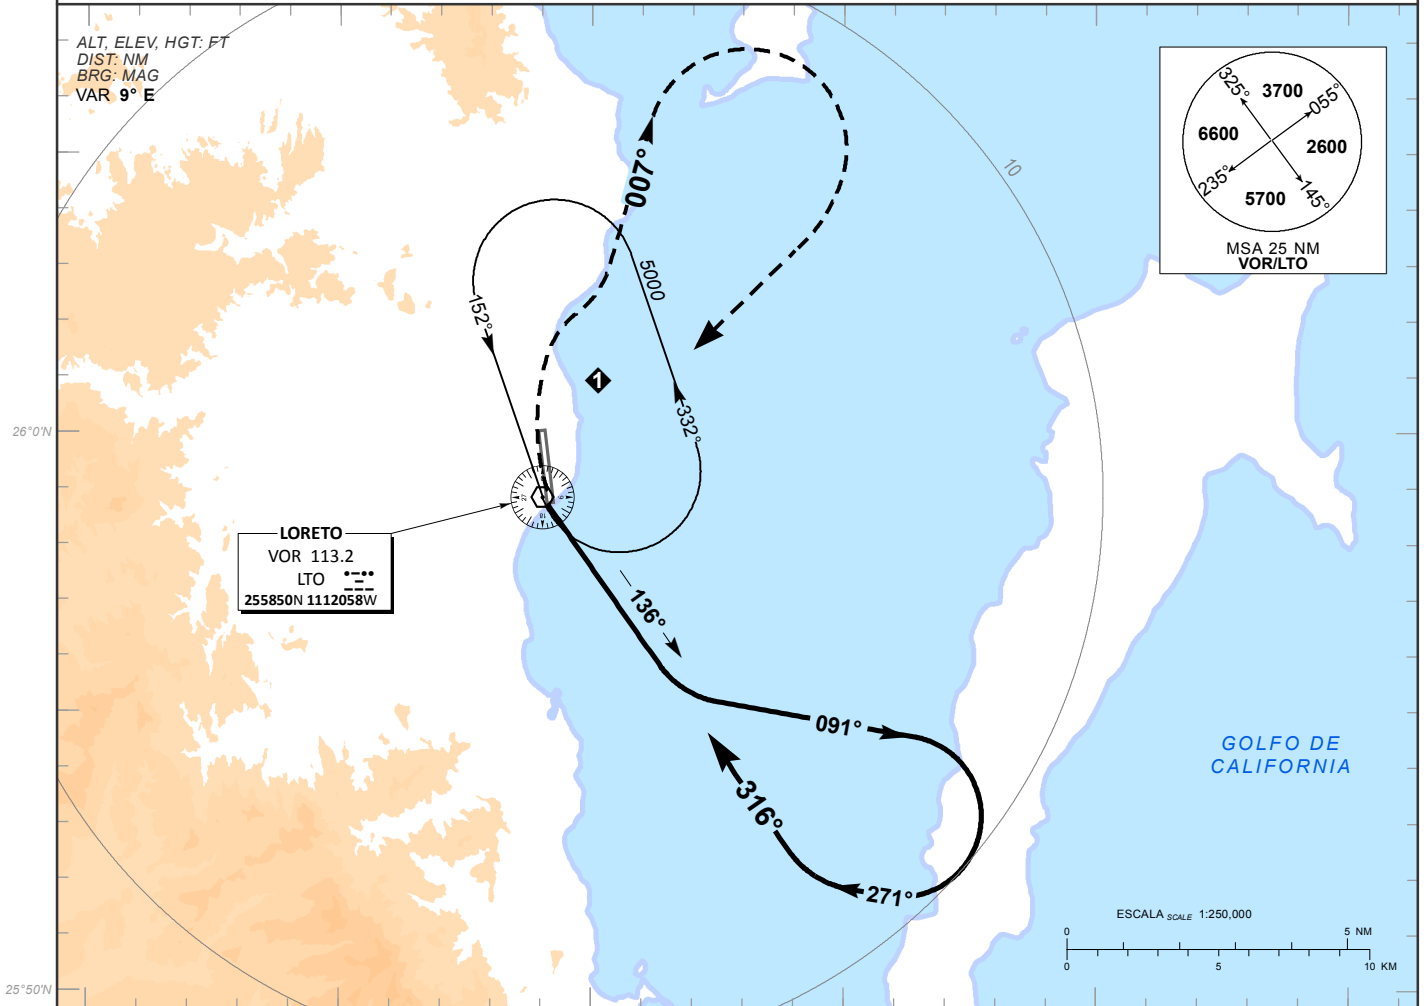 ALT, ELEV, HGT: FT
DIST: NM
BRG: MAG
VAR 9° E
325°
3700
055°
6600
2600
235°
5700
145°
MSA 25 NM
VOR/LTO
10
007°
5000
152°
1
332°
26°0'N
27
9
18
LORETO
VOR 113.2
LTO
255850N 1112058W
136°
091°
GOLFO DE
CALIFORNIA
316°
271°
ESCALA SCALE 1:250,000
0 5 NM
0 5 10 KM
25°50'N